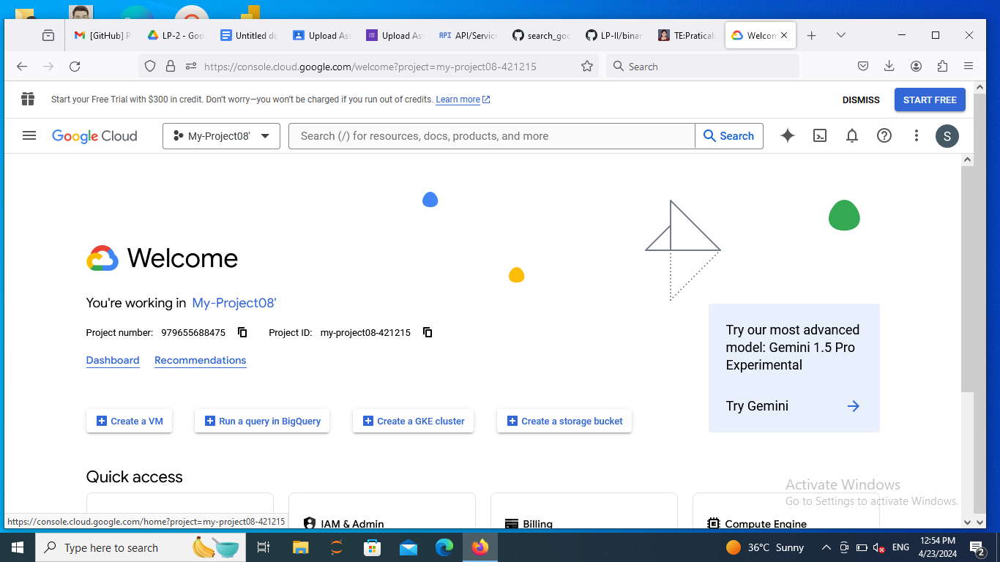 [GitHub] P
LP-2 - Goo
Untitled do
Upload Ass
Upload Ass
API API/Service
search_goo
LP-II/binar
TE:Pratical
Welcom
https://console.cloud.google.com/welcome?project=my-project08-421215
Search
Start your Free Trial with $300 in credit. Don't worry—you won't be charged if you run out of credits. Learn more
DISMISS
START FREE
Google Cloud
My-Project08'
Search (/) for resources, docs, products, and more
Search
S
Welcome
You're working in My-Project08'
Project number: 979655688475 Project ID: my-project08-421215
Dashboard Recommendations
Try our most advanced
model: Gemini 1.5 Pro
Experimental
Try Gemini
Create a VM
Run a query in BigQuery
Create a GKE cluster
Create a storage bucket
Quick access
IAM & Admin
Billing
Compute Engine
Activate Windows
Go to Settings to activate Windows.
https://console.cloud.google.com/home?project=my-project08-421215
Type here to search
36°C Sunny
ENG
12:54 PM
4/23/2024
2